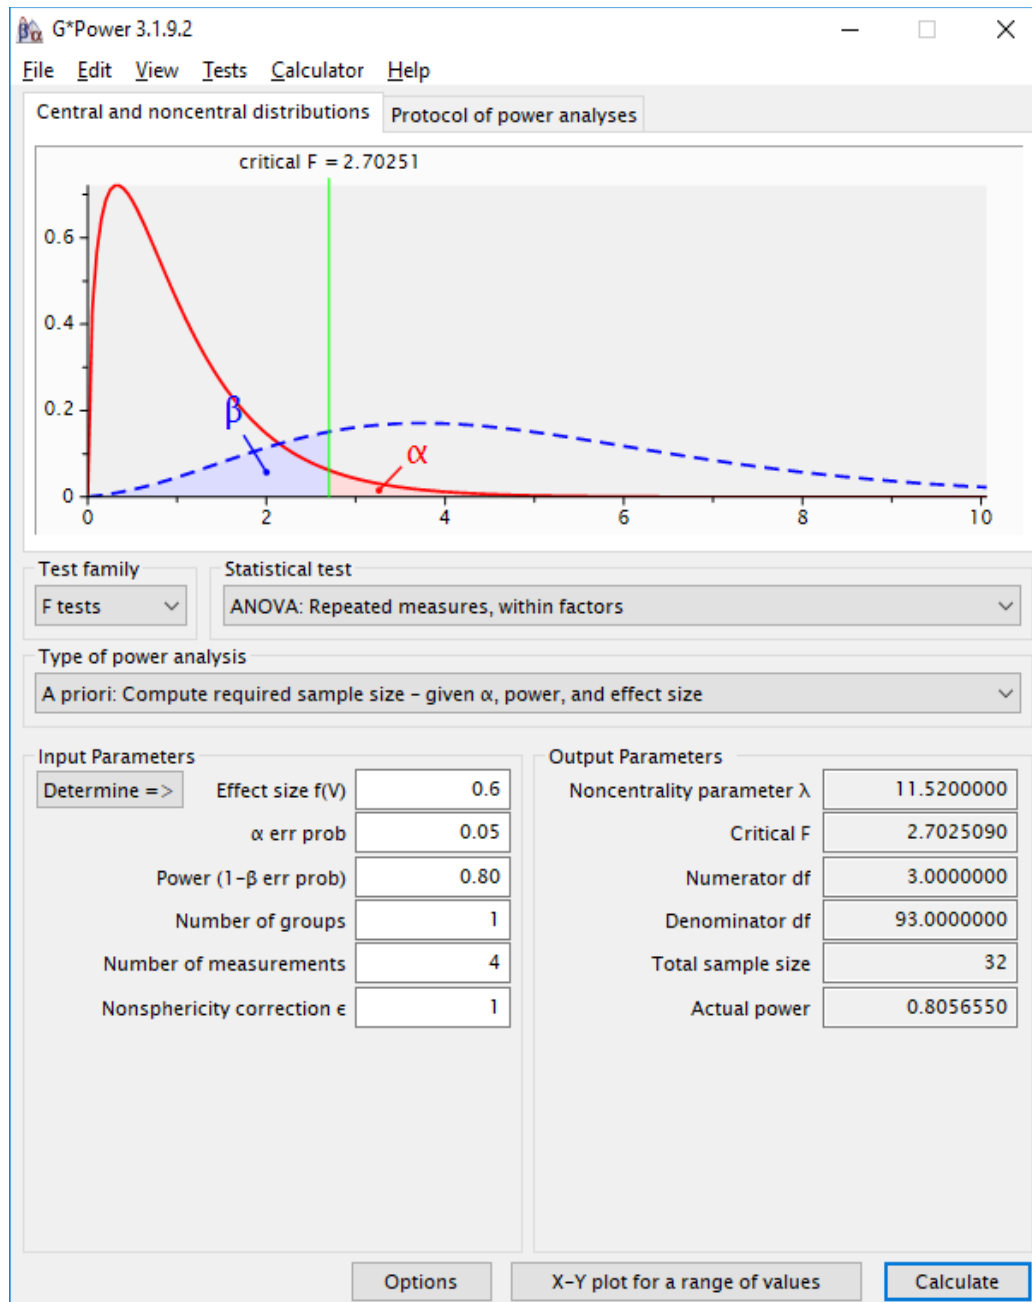 G*Power 3.1.9.2
File Edit View Tests Calculator Help
Central and noncentral distributions Protocol of power analyses
critical F = 2.70251
0.6
0.4
0.2
0
β
α
0 2 4 6 8 10
Test family Statistical test
F tests ANOVA: Repeated measures, within factors
Type of power analysis
A priori: Compute required sample size - given α, power, and effect size
Input Parameters Output Parameters
Determine => Effect size f(V) 0.6 Noncentrality parameter λ 11.5200000
α err prob 0.05 Critical F 2.7025090
Power (1-β err prob) 0.80 Numerator df 3.0000000
Number of groups 1 Denominator df 93.0000000
Number of measurements 4 Total sample size 32
Nonsphericity correction ϵ 1 Actual power 0.8056550
Options X-Y plot for a range of values Calculate